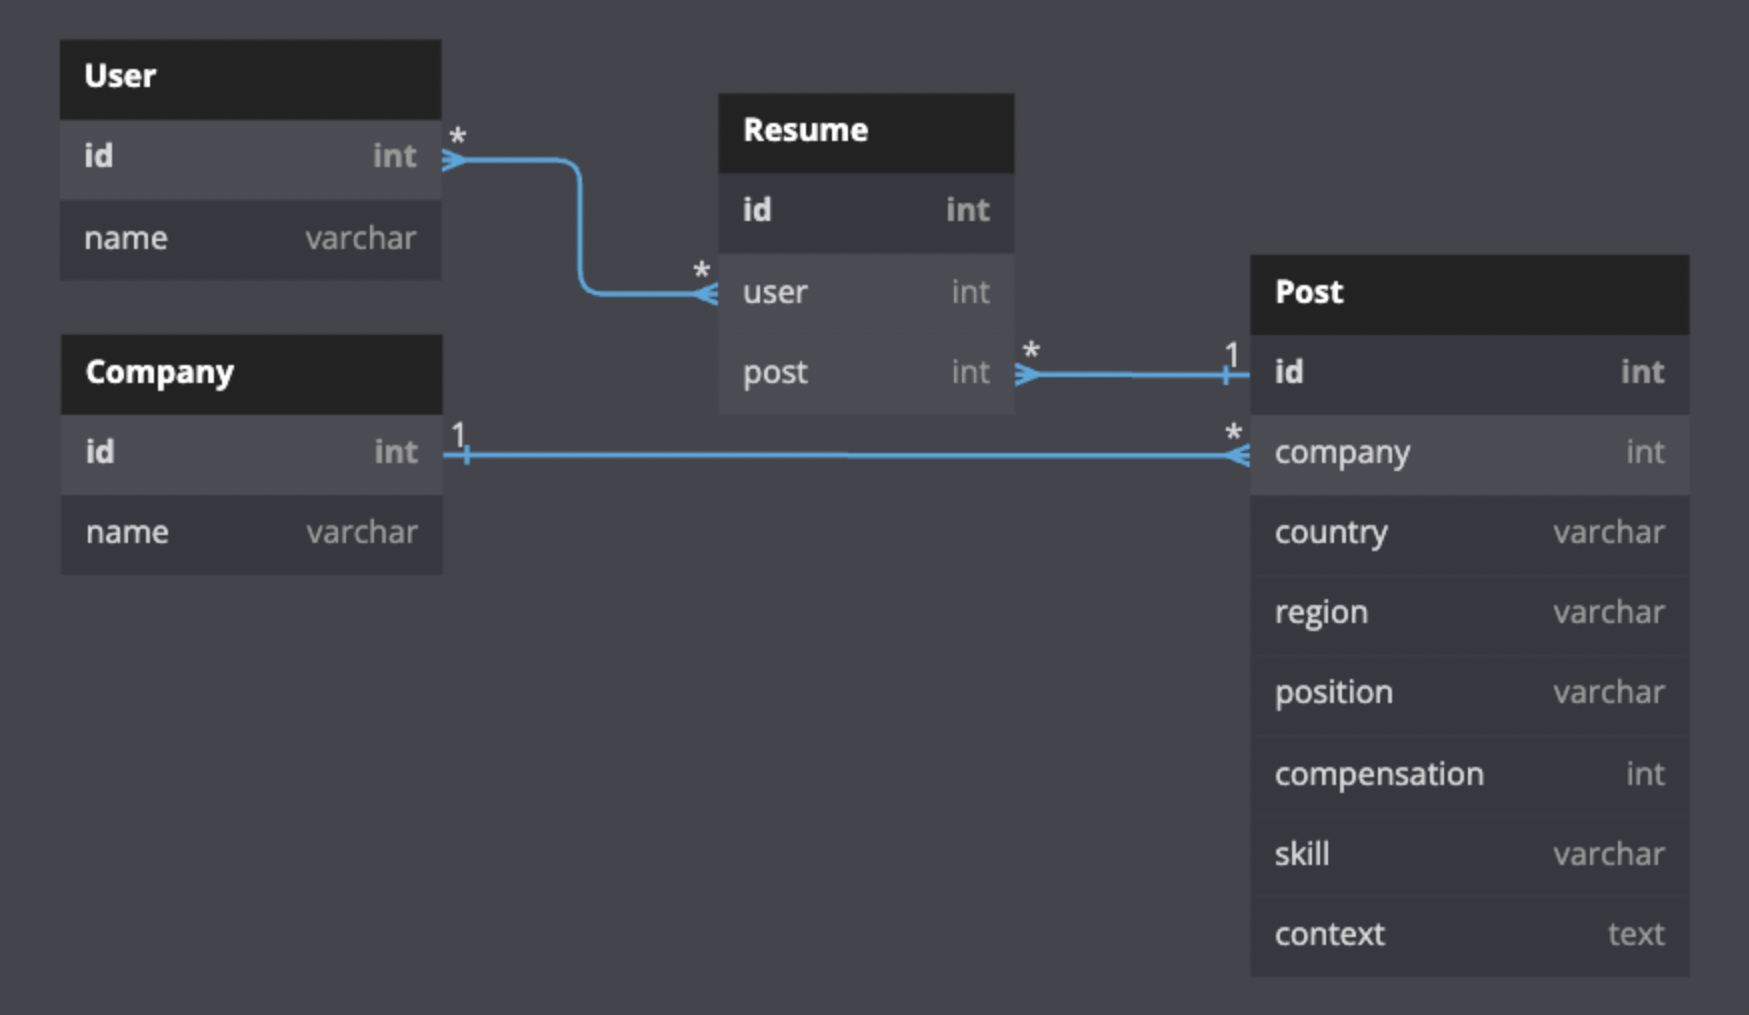 User
id int
name varchar
Company
id int
name varchar
Resume
id int
user int
post int
Post
id int
company int
country varchar
region varchar
position varchar
compensation int
skill varchar
context text
*
*
*
1
1
*